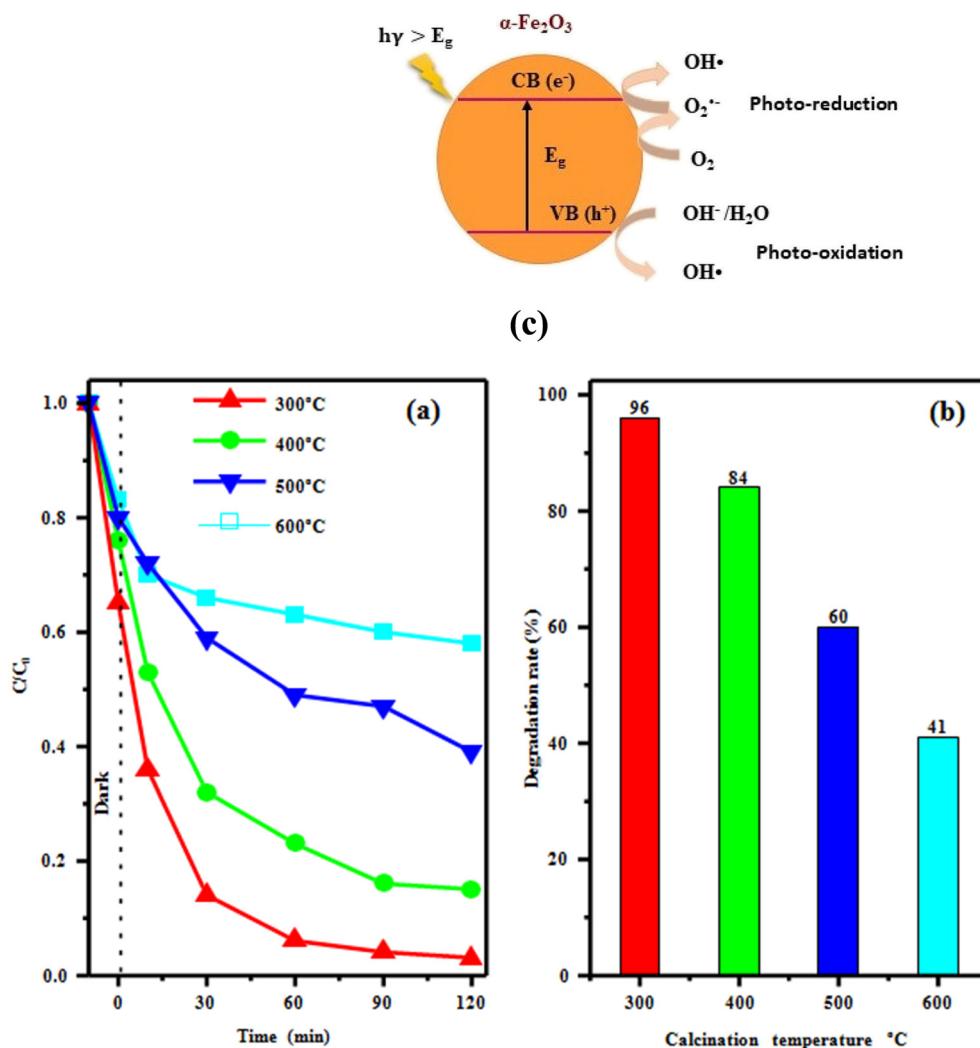 α-Fe₂O₃
hγ > E_g
CB (e⁻)
OH•
O₂•⁻
Photo-reduction
E_g
O₂
VB (h⁺)
OH⁻/H₂O
Photo-oxidation
OH•
(c)
(a)
300°C
400°C
500°C
600°C
1.0
0.8
0.6
0.4
0.2
0.0
C/C₀
Dark
0 30 60 90 120
Time (min)
(b)
100
80
60
40
20
0
Degradation rate (%)
96
84
60
41
300 400 500 600
Calcination temperature °C